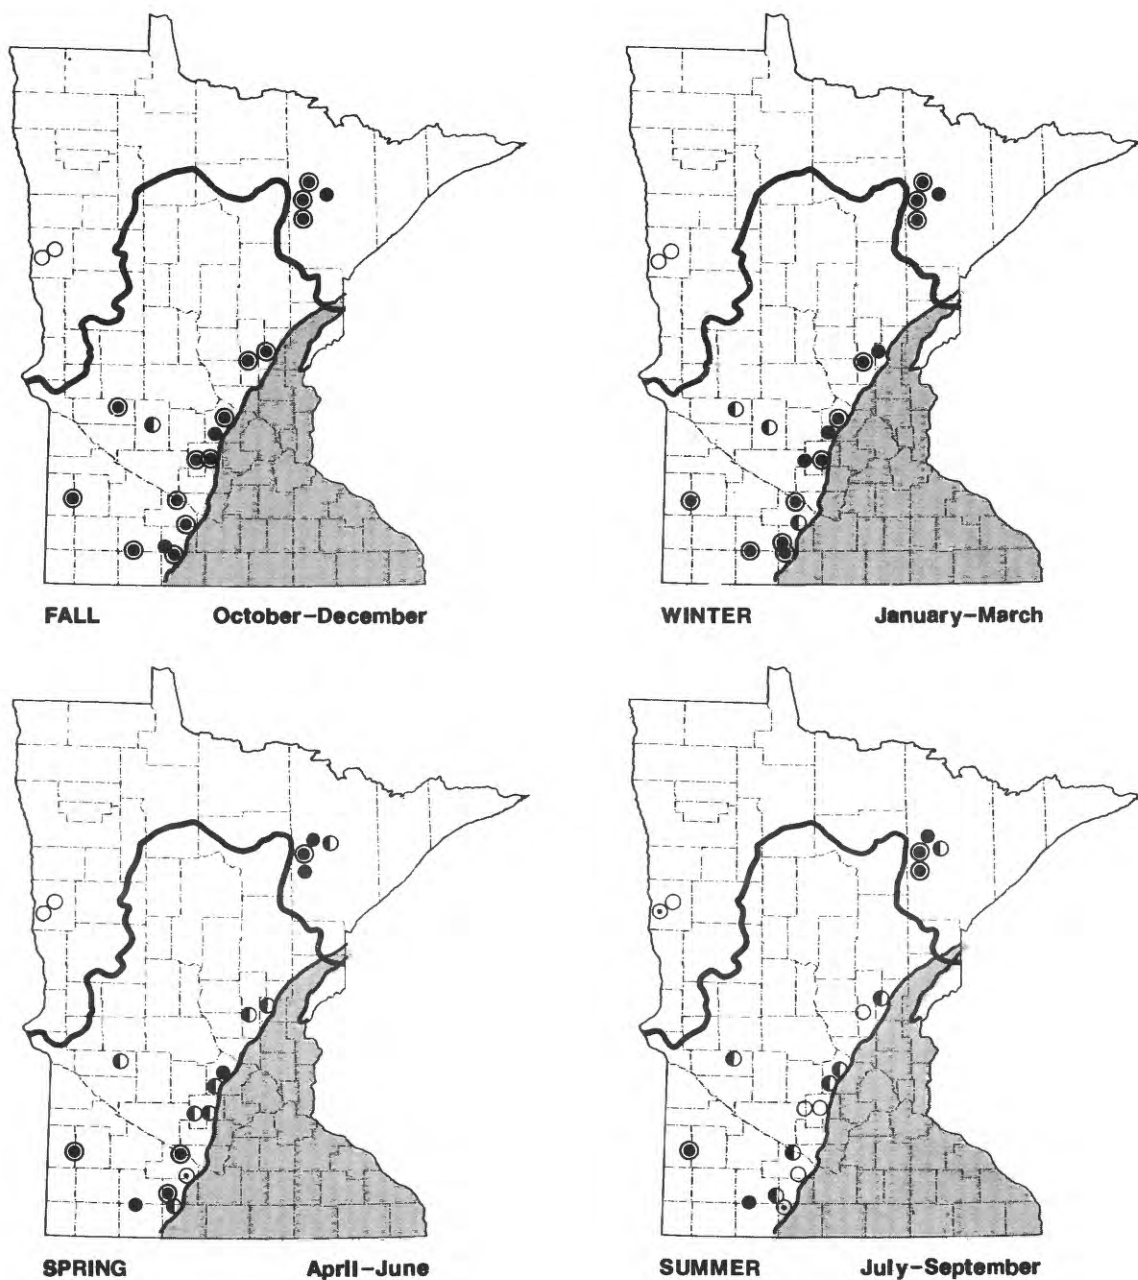 FALL October-December
WINTER January-March
SPRING April-June
SUMMER July-September